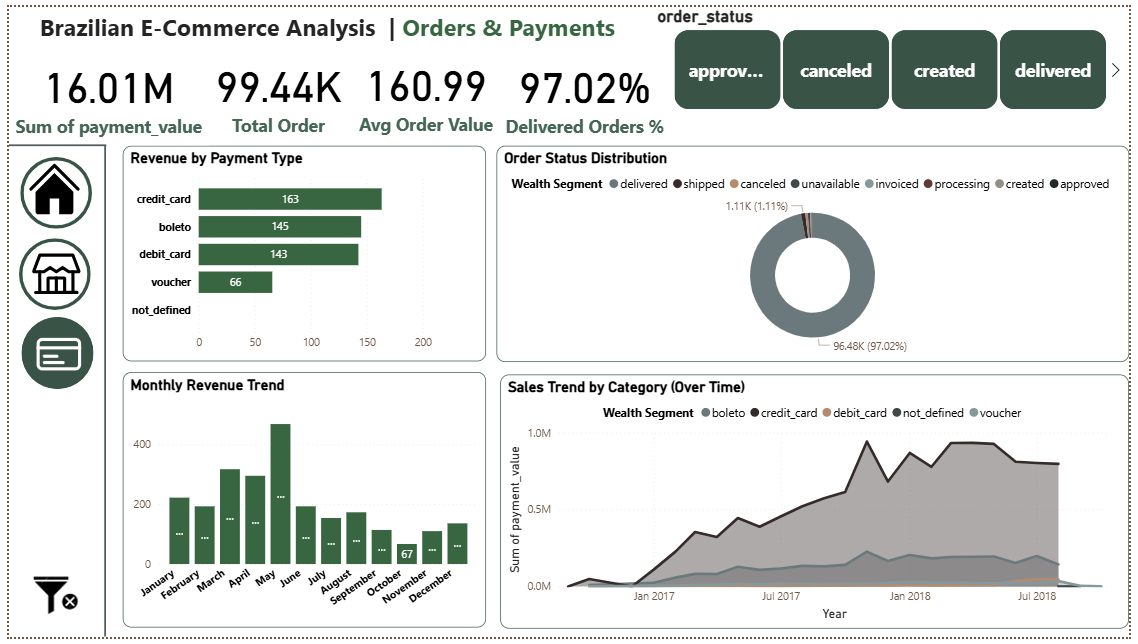 Brazilian E-Commerce Analysis | Orders & Payments
order_status
approv...
canceled
created
delivered
16.01M
Sum of payment_value
99.44K
Total Order
160.99
Avg Order Value
97.02%
Delivered Orders %
Revenue by Payment Type
credit_card 163
boleto 145
debit_card 143
voucher 66
not_defined
0 50 100 150 200
Order Status Distribution
Wealth Segment delivered shipped canceled unavailable invoiced processing created approved
1.11K (1.11%)
96.48K (97.02%)
Monthly Revenue Trend
400
200
0
... ... ... ... ... ... ... ... ... 67 ... ...
January February March April May June July August September October November December
Sales Trend by Category (Over Time)
Wealth Segment boleto credit_card debit_card not_defined voucher
Sum of payment_value
1.0M
0.5M
0.0M
Jan 2017 Jul 2017 Jan 2018 Jul 2018
Year